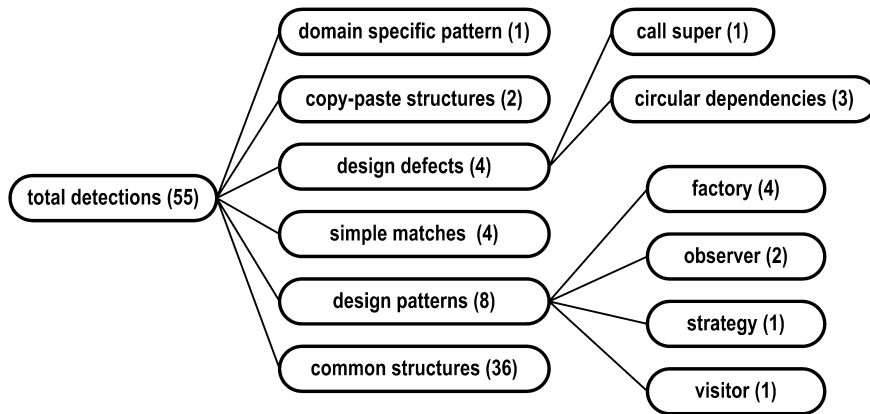 total detections (55)
domain specific pattern (1)
copy-paste structures (2)
design defects (4)
simple matches (4)
design patterns (8)
common structures (36)
call super (1)
circular dependencies (3)
factory (4)
observer (2)
strategy (1)
visitor (1)